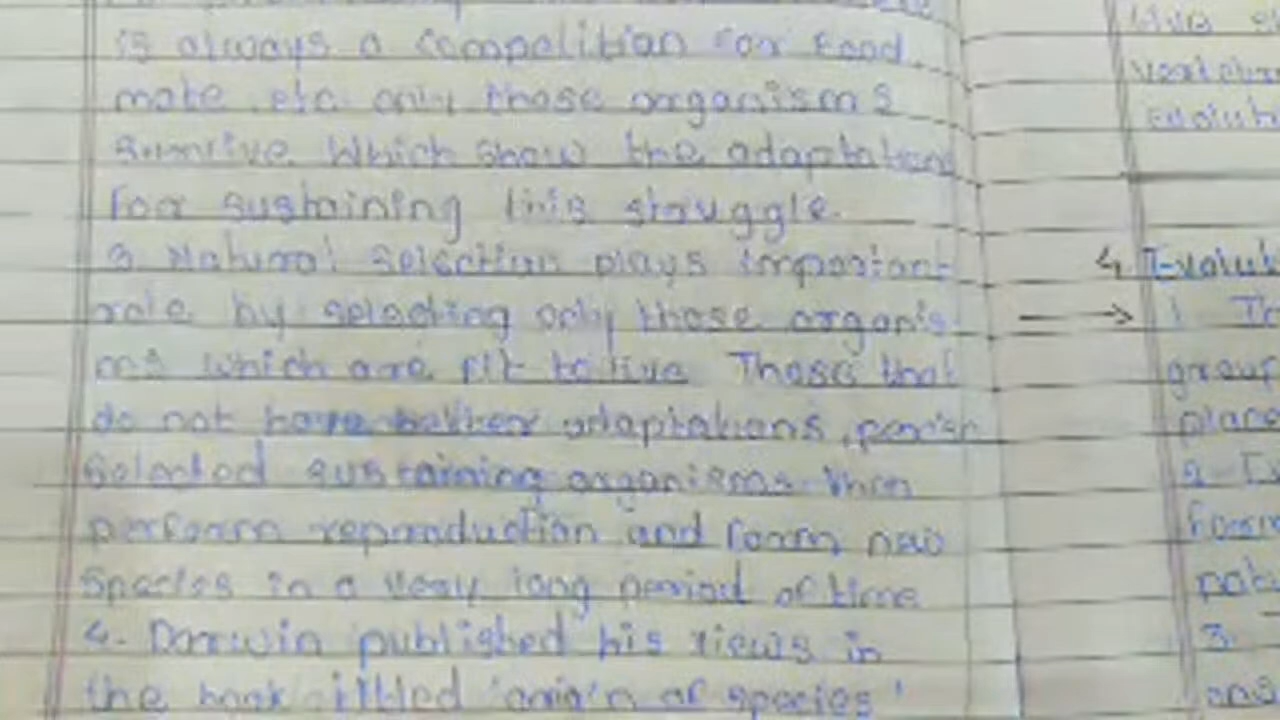 is always a competition for food,
mate, etc. only those organisms
survive which show the adaptations
for sustaining this struggle.
3. Natural selection plays important
role by selecting only those organis-
ms which are fit to live. Those that
do not have better adaptations, perish
Selected sustaining organisms then
perform reproduction and form new
species in a very long period of time
4. Darwin published his views in
the book titled 'origin of species'
4. Evolut
→ 1. Th
group
place
2. Ex
form
3.